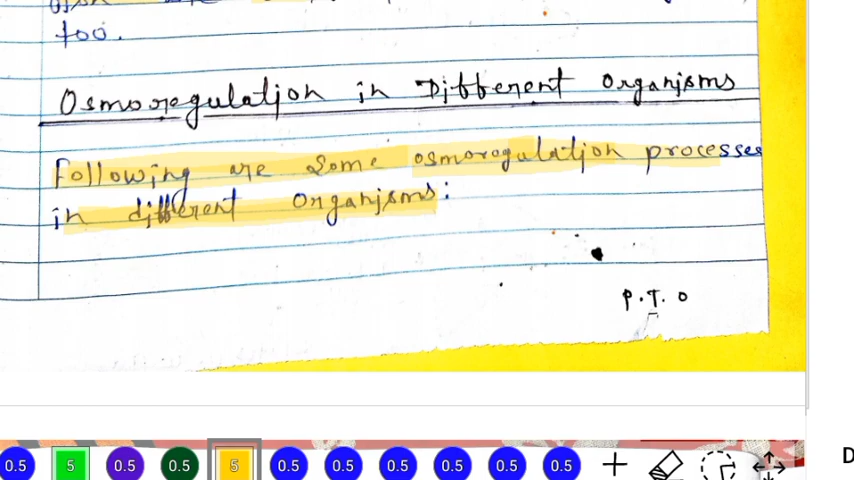 too.
Osmoregulation in Different Organisms
Following are some osmoregulation processes
in different organisms:
P.T.O
0.5 5 0.5 0.5 5 0.5 0.5 0.5 0.5 0.5 0.5
D